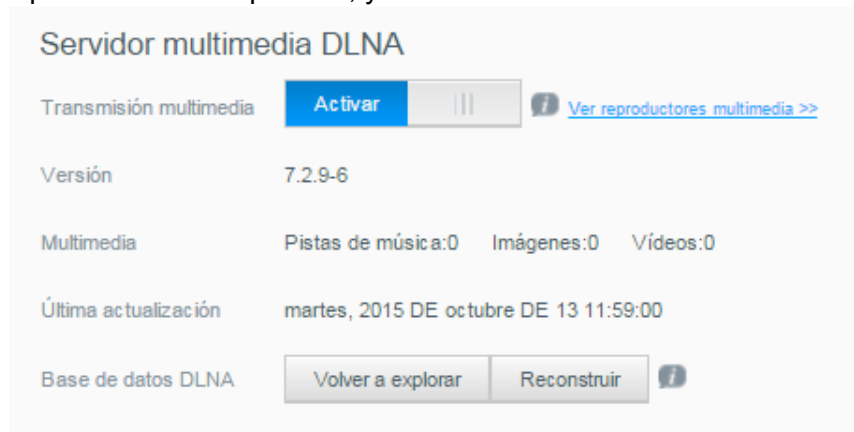 Servidor multimedia DLNA
Transmisión multimedia Activar Ver reproductores multimedia >>
Versión 7.2.9-6
Multimedia Pistas de música:0 Imágenes:0 Vídeos:0
Última actualización martes, 2015 DE octubre DE 13 11:59:00
Base de datos DLNA Volver a explorar Reconstruir